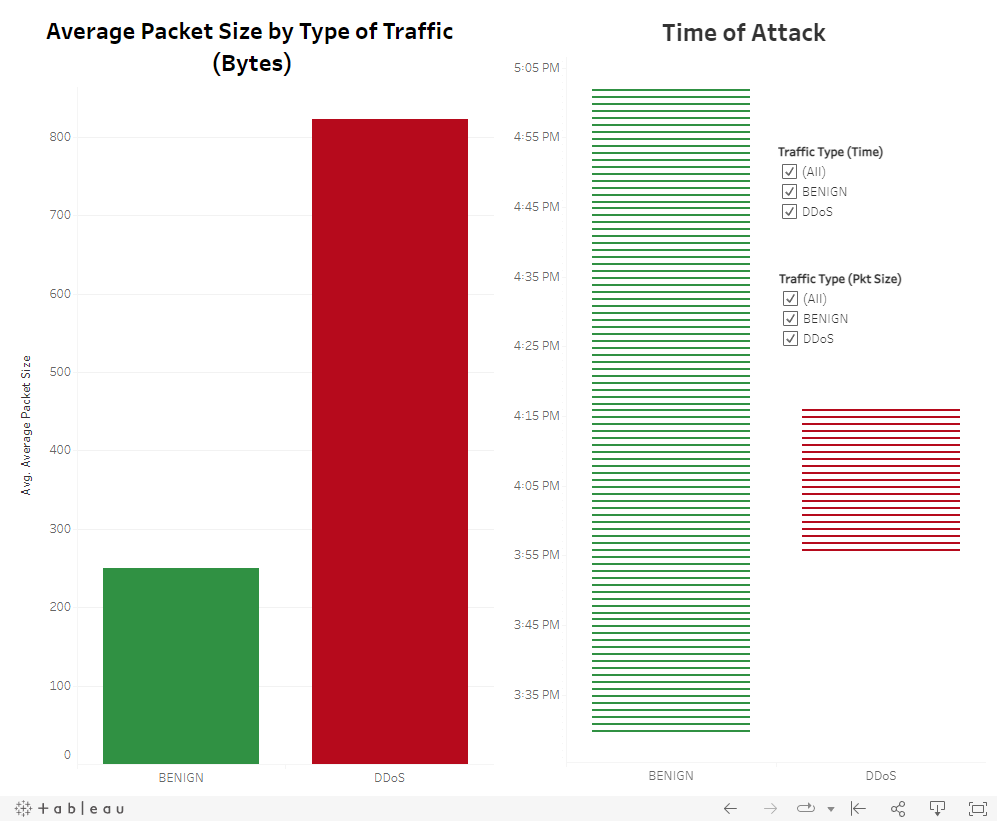 Average Packet Size by Type of Traffic
(Bytes)
Avg. Average Packet Size
800
700
600
500
400
300
200
100
0
BENIGN
DDoS
Time of Attack
5:05 PM
4:55 PM
4:45 PM
4:35 PM
4:25 PM
4:15 PM
4:05 PM
3:55 PM
3:45 PM
3:35 PM
BENIGN
DDoS
Traffic Type (Time)
(All)
BENIGN
DDoS
Traffic Type (Pkt Size)
(All)
BENIGN
DDoS
+ableau